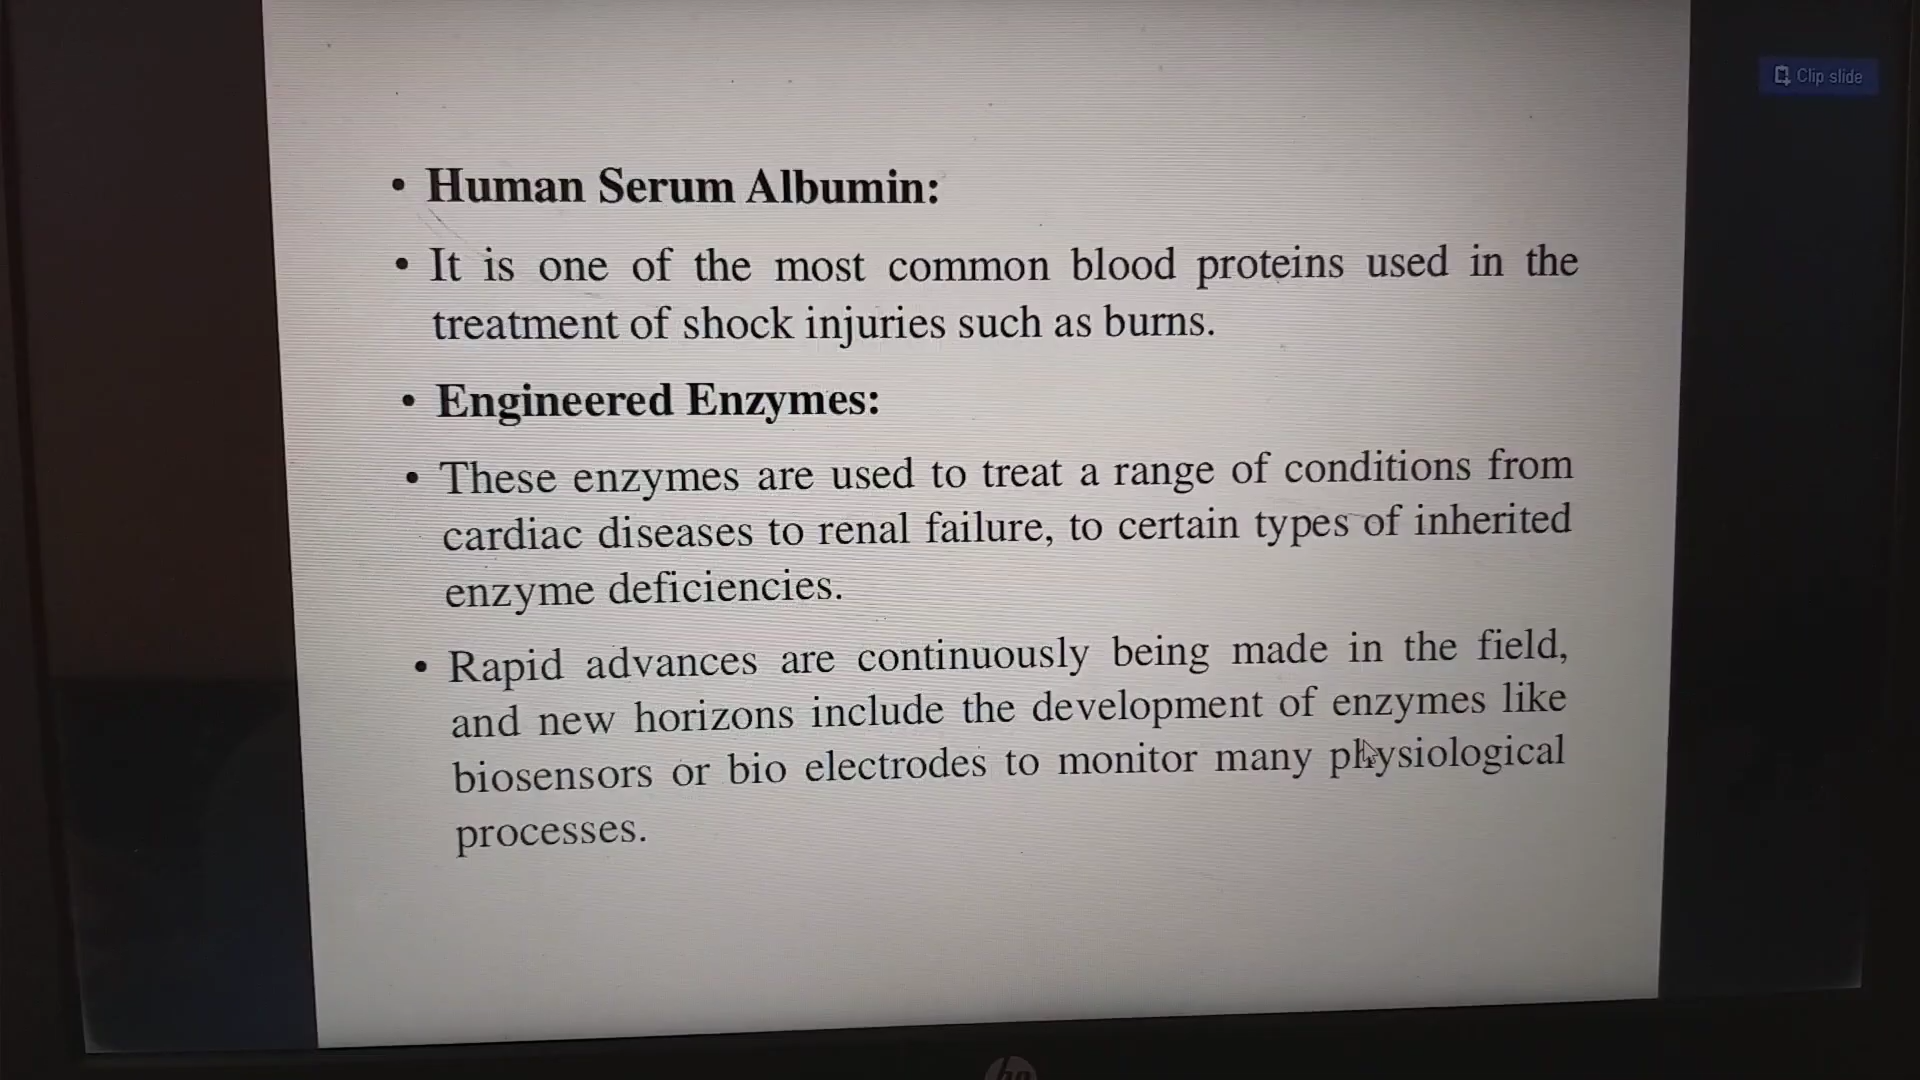 Clip slide
• Human Serum Albumin:
• It is one of the most common blood proteins used in the
treatment of shock injuries such as burns.
• Engineered Enzymes:
• These enzymes are used to treat a range of conditions from
cardiac diseases to renal failure, to certain types of inherited
enzyme deficiencies.
• Rapid advances are continuously being made in the field,
and new horizons include the development of enzymes like
biosensors or bio electrodes to monitor many physiological
processes.
hp